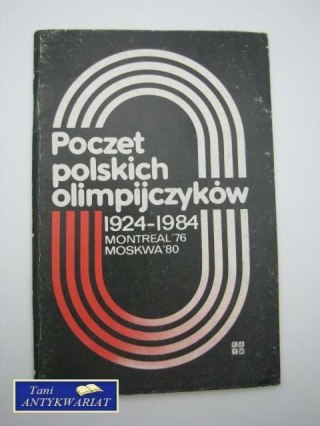 Poczet
polskich
olimpijczyków
1924-1984
MONTREAL'76
MOSKWA'80
Tani
ANTYKWARIAT